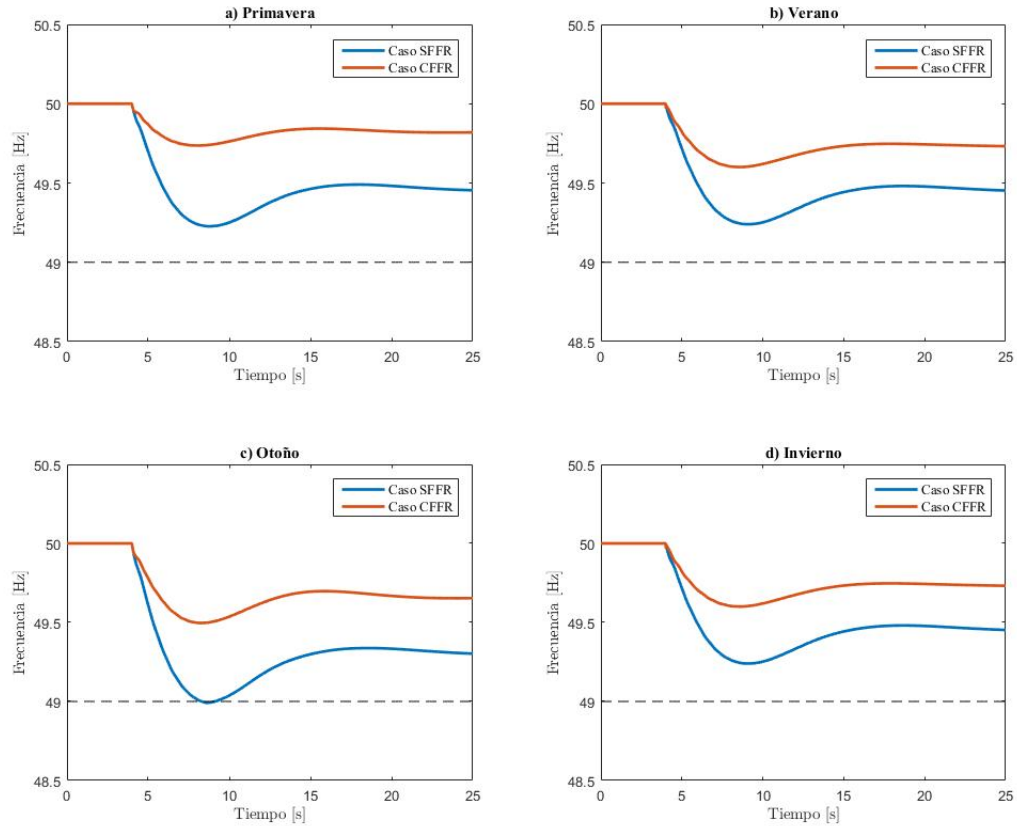 a) Primavera
50.5
50
49.5
49
48.5
Frecuencia [Hz]
0 5 10 15 20 25
Tiempo [s]
Caso SFFR
Caso CFFR
b) Verano
50.5
50
49.5
49
48.5
Frecuencia [Hz]
0 5 10 15 20 25
Tiempo [s]
Caso SFFR
Caso CFFR
c) Otoño
50.5
50
49.5
49
48.5
Frecuencia [Hz]
0 5 10 15 20 25
Tiempo [s]
Caso SFFR
Caso CFFR
d) Invierno
50.5
50
49.5
49
48.5
Frecuencia [Hz]
0 5 10 15 20 25
Tiempo [s]
Caso SFFR
Caso CFFR